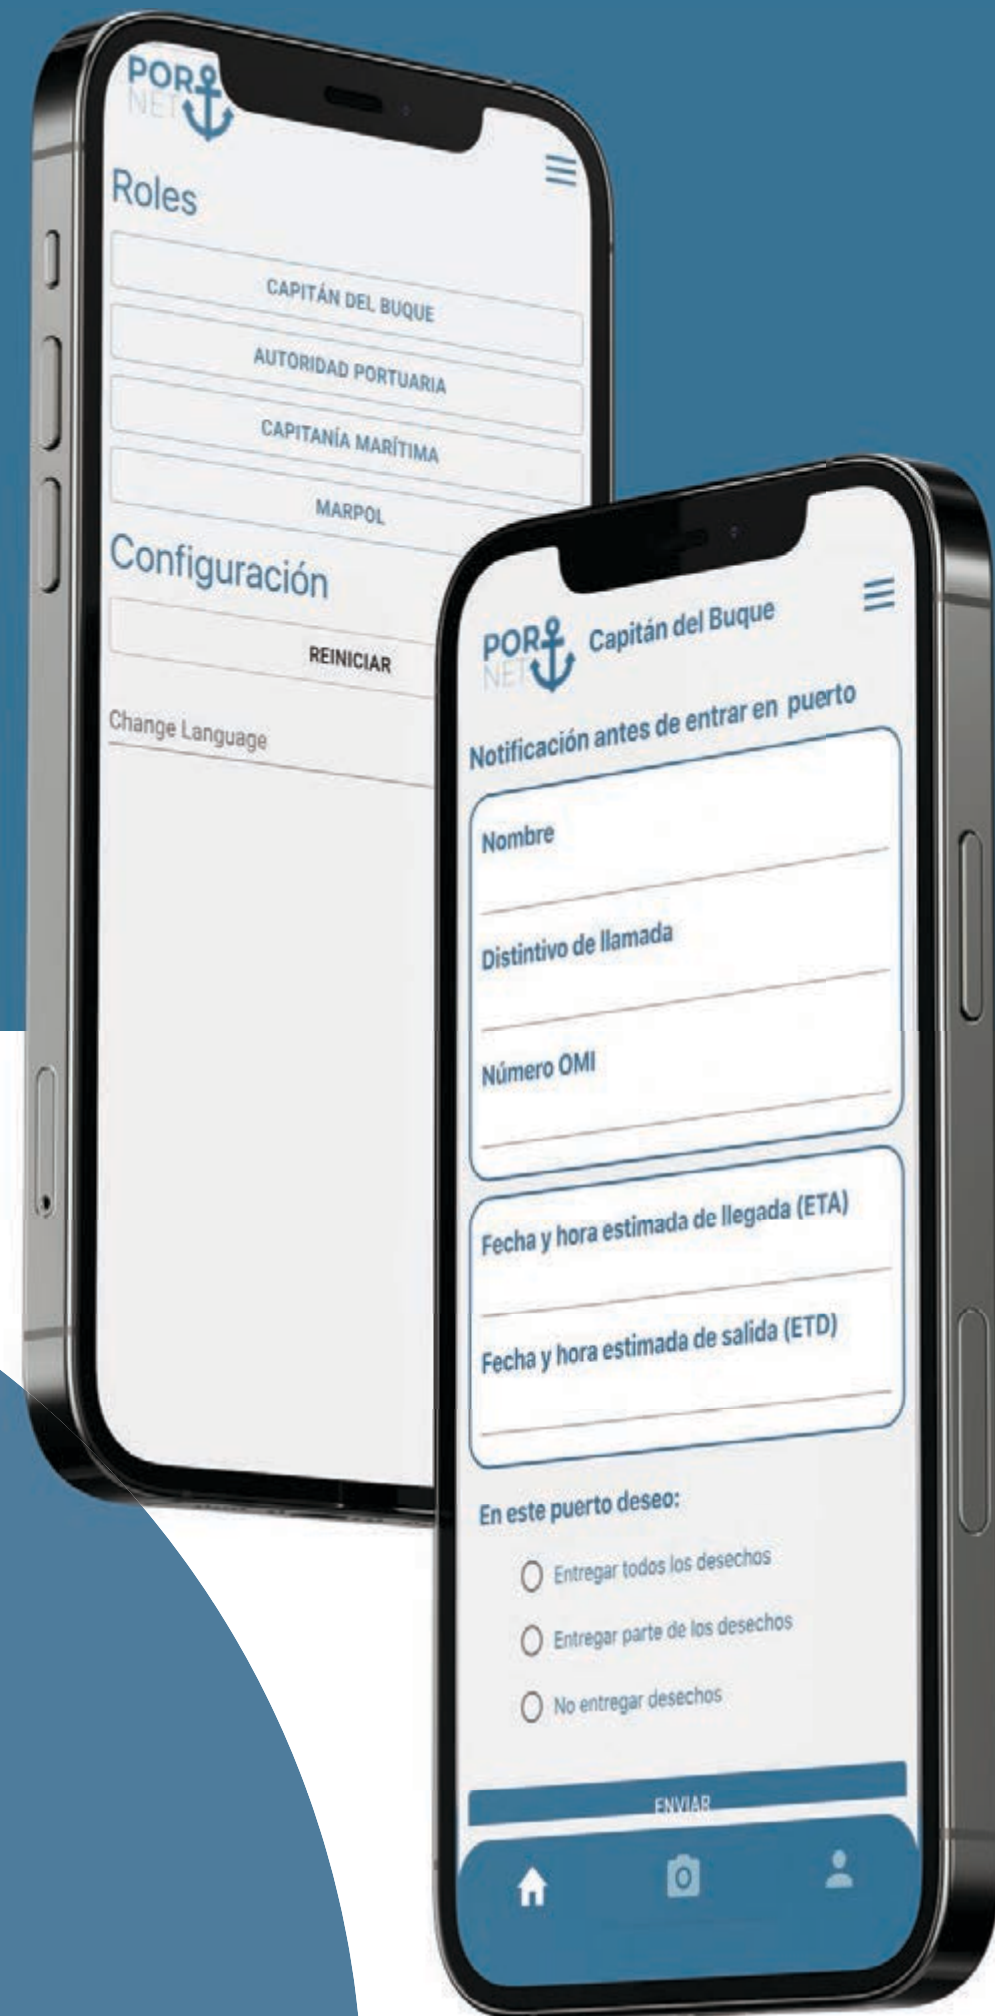 POR
NET
Roles
CAPITÁN DEL BUQUE
AUTORIDAD PORTUARIA
CAPITANÍA MARÍTIMA
MARPOL
Configuración
REINICIAR
Change Language
POR
NET
Capitán del Buque
Notificación antes de entrar en puerto
Nombre
Distintivo de llamada
Número OMI
Fecha y hora estimada de llegada (ETA)
Fecha y hora estimada de salida (ETD)
En este puerto deseo:
Entregar todos los desechos
Entregar parte de los desechos
No entregar desechos
ENVIAR